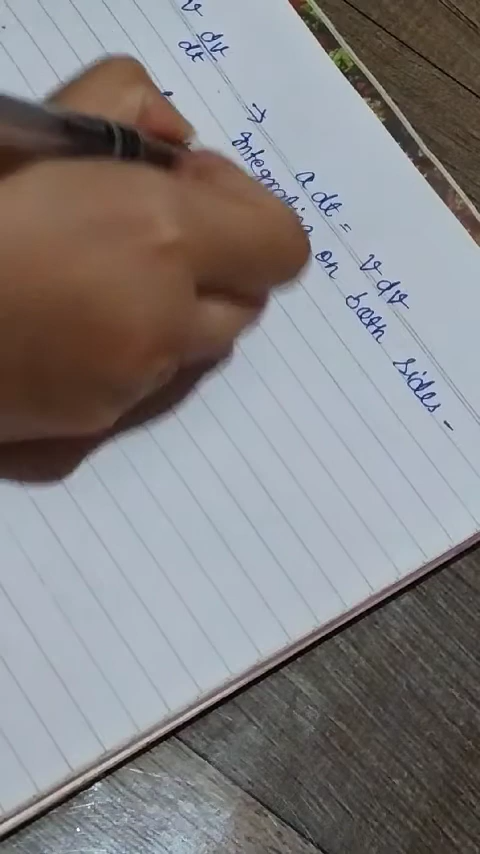 v dv/dt → a dt = v dv
Integrating on both sides -